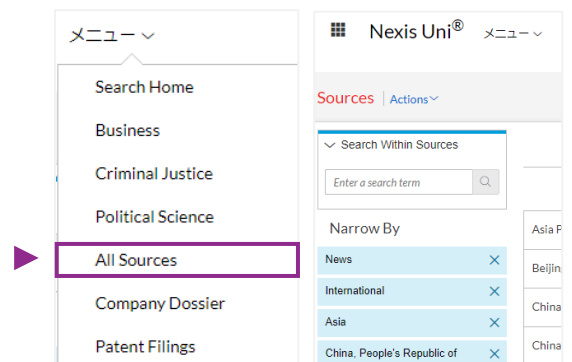 メニュー
Search Home
Business
Criminal Justice
Political Science
All Sources
Company Dossier
Patent Filings
Nexis Uni® メニュー
Sources Actions
Search Within Sources
Enter a search term
Narrow By
News
International
Asia
China, People's Republic of
Asia
Beijin
China
China